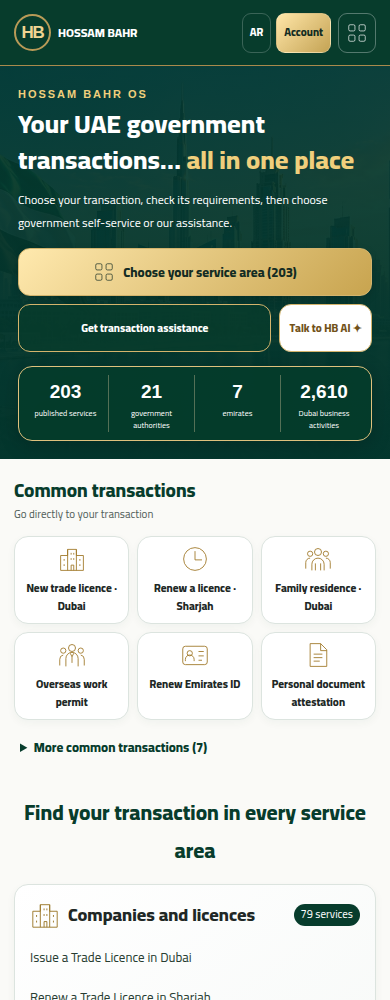 HB HOSSAM BAHR
AR
Account
HOSSAM BAHR OS
Your UAE government
transactions... all in one place
Choose your transaction, check its requirements, then choose
government self-service or our assistance.
Choose your service area (203)
Get transaction assistance
Talk to HB AI ✦
203
published services
21
government
authorities
7
emirates
2,610
Dubai business
activities
Common transactions
Go directly to your transaction
New trade licence ·
Dubai
Renew a licence ·
Sharjah
Family residence ·
Dubai
Overseas work
permit
Renew Emirates ID
Personal document
attestation
▶ More common transactions (7)
Find your transaction in every service
area
Companies and licences
79 services
Issue a Trade Licence in Dubai
Renew a Trade Licence in Sharjah